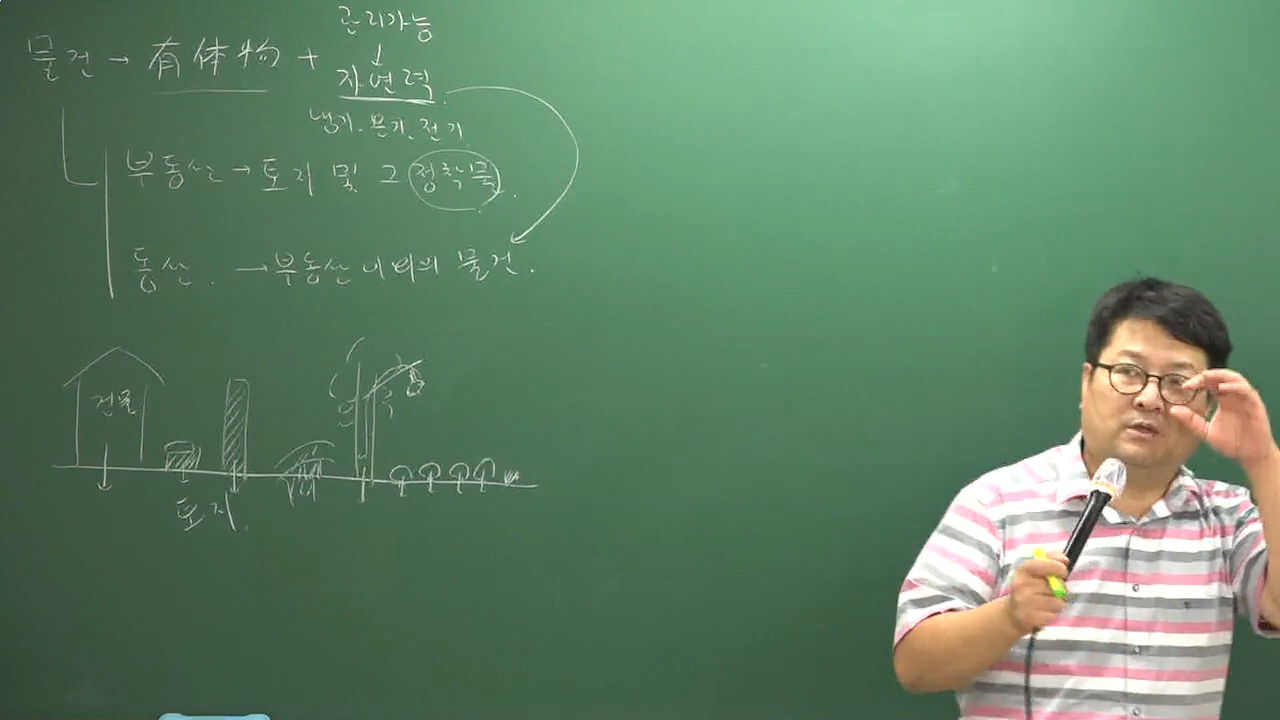 관리가능
물건 → 有体物 + 자연력
냉기. 온기. 전기.
부동산 → 토지 및 그 정착물.
동산. → 부동산 이외의 물건.
건물
토지.